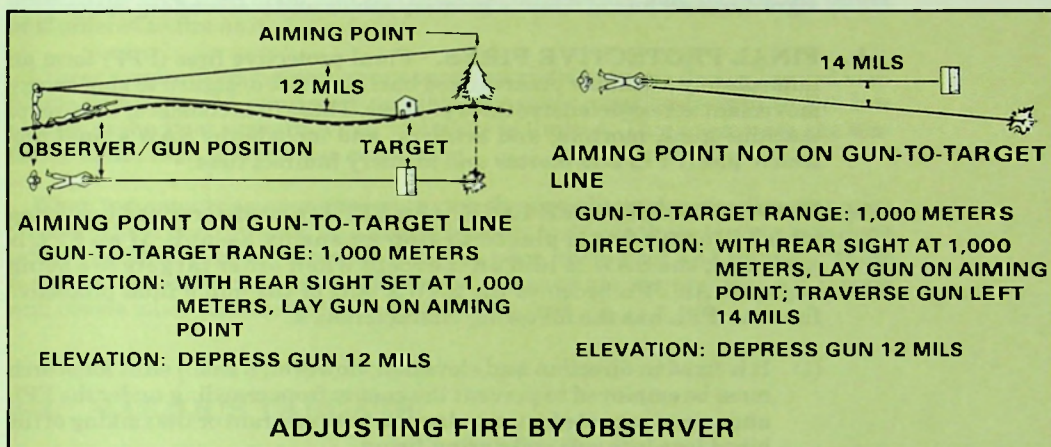 FINAL PROTECTIVE FIRES.
AIMING POINT
12 MILS
OBSERVER/GUN POSITION
TARGET
AIMING POINT ON GUN-TO-TARGET LINE
GUN-TO-TARGET RANGE: 1,000 METERS
DIRECTION: WITH REAR SIGHT SET AT 1,000
METERS, LAY GUN ON AIMING
POINT
ELEVATION: DEPRESS GUN 12 MILS
14 MILS
AIMING POINT NOT ON GUN-TO-TARGET
LINE
GUN-TO-TARGET RANGE: 1,000 METERS
DIRECTION: WITH REAR SIGHT AT 1,000
METERS, LAY GUN ON AIMING
POINT; TRAVERSE GUN LEFT
14 MILS
ELEVATION: DEPRESS GUN 12 MILS
ADJUSTING FIRE BY OBSERVER